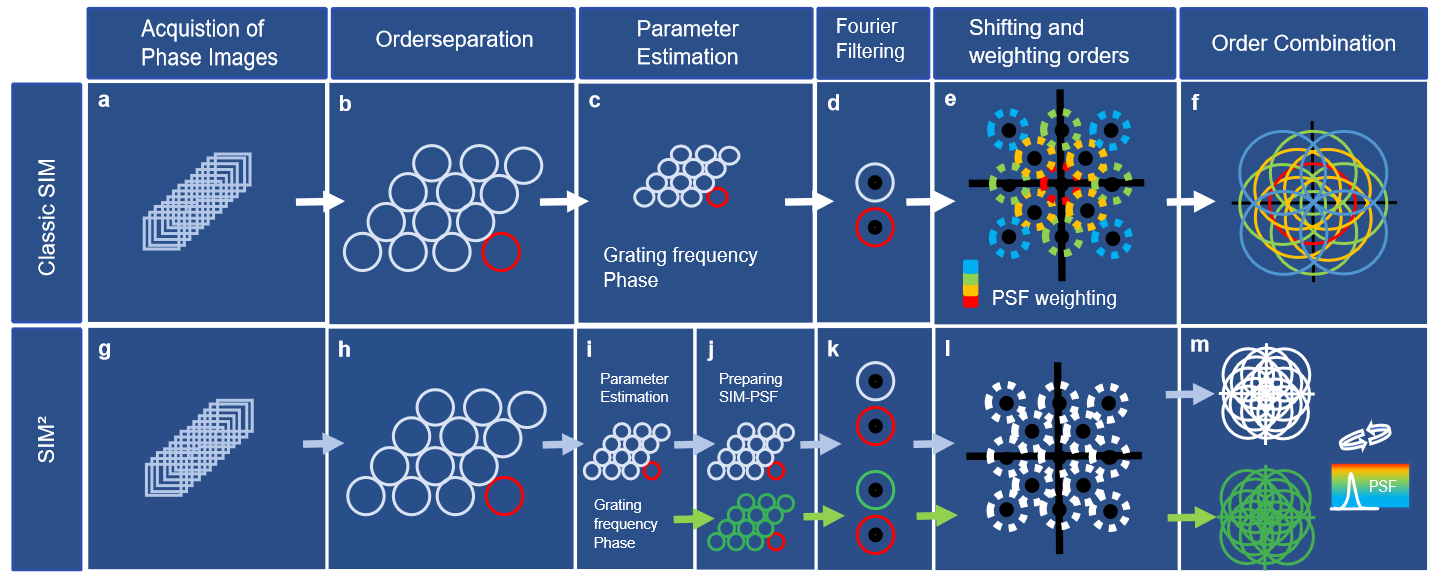 Acquistion of
Phase Images
Orderseparation
Parameter
Estimation
Fourier
Filtering
Shifting and
weighting orders
Order Combination
Classic SIM
a
b
c
Grating frequency
Phase
d
e
PSF weighting
f
SIM²
g
h
i
Parameter
Estimation
Grating
frequency
Phase
j
Preparing
SIM-PSF
k
l
m
PSF